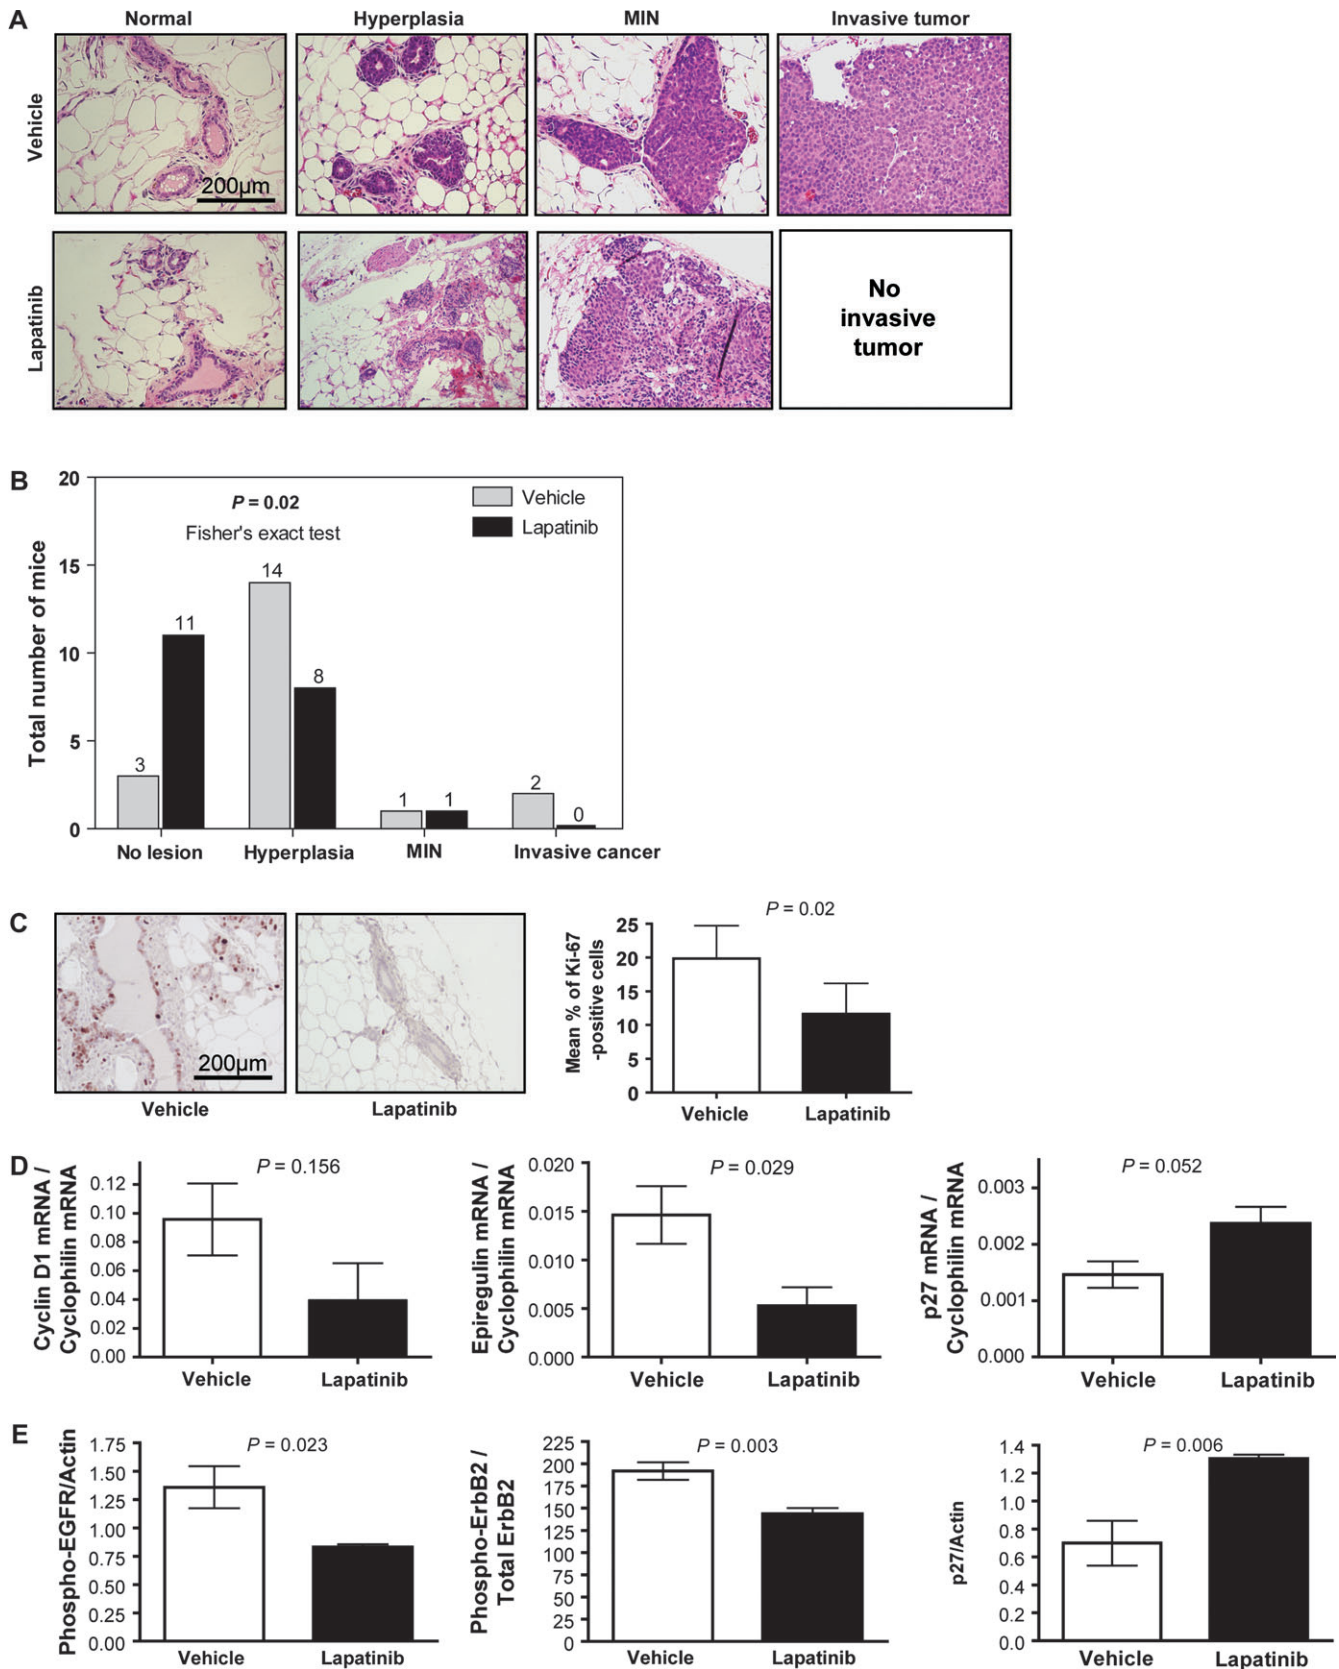 A
Normal
Hyperplasia
MIN
Invasive tumor
Vehicle
200µm
Lapatinib
No
invasive
tumor
B
Total number of mice
20
15
10
5
0
P = 0.02
Fisher's exact test
Vehicle
Lapatinib
3
11
14
8
1
1
2
0
No lesion
Hyperplasia
MIN
Invasive cancer
C
200µm
Vehicle
Lapatinib
Mean % of Ki-67
-positive cells
25
20
15
10
5
0
P = 0.02
Vehicle
Lapatinib
D
Cyclin D1 mRNA /
Cyclophilin mRNA
0.12
0.10
0.08
0.06
0.04
0.02
0.00
P = 0.156
Vehicle
Lapatinib
Epiregulin mRNA /
Cyclophilin mRNA
0.020
0.015
0.010
0.005
0.000
P = 0.029
Vehicle
Lapatinib
p27 mRNA /
Cyclophilin mRNA
0.003
0.002
0.001
0.000
P = 0.052
Vehicle
Lapatinib
E
Phospho-EGFR/Actin
1.75
1.50
1.25
1.00
0.75
0.50
0.25
0.00
P = 0.023
Vehicle
Lapatinib
Phospho-ErbB2 /
Total ErbB2
225
200
175
150
125
100
75
50
25
0
P = 0.003
Vehicle
Lapatinib
p27/Actin
1.4
1.2
1.0
0.8
0.6
0.4
0.2
0.0
P = 0.006
Vehicle
Lapatinib